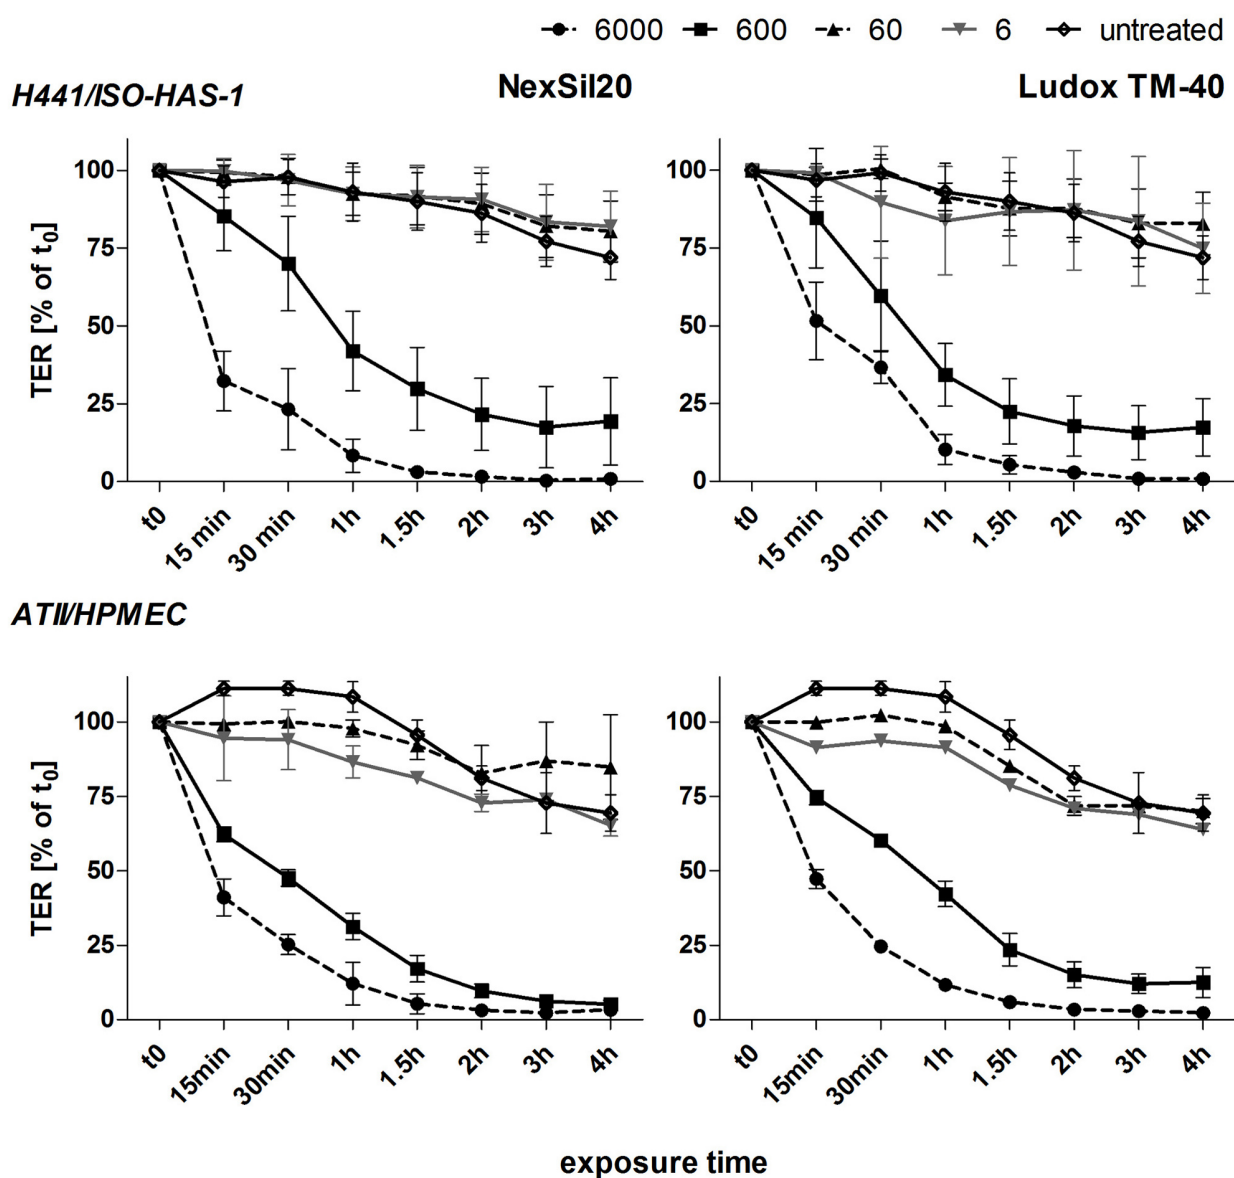 6000 600 60 6 untreated
H441/ISO-HAS-1 NexSil20 Ludox TM-40
TER [% of t0]
100
75
50
25
0
t0 15 min 30 min 1h 1.5h 2h 3h 4h
100
75
50
25
0
t0 15 min 30 min 1h 1.5h 2h 3h 4h
ATII/HPMEC
TER [% of t0]
100
75
50
25
0
t0 15min 30min 1h 1.5h 2h 3h 4h
100
75
50
25
0
t0 15min 30min 1h 1.5h 2h 3h 4h
exposure time